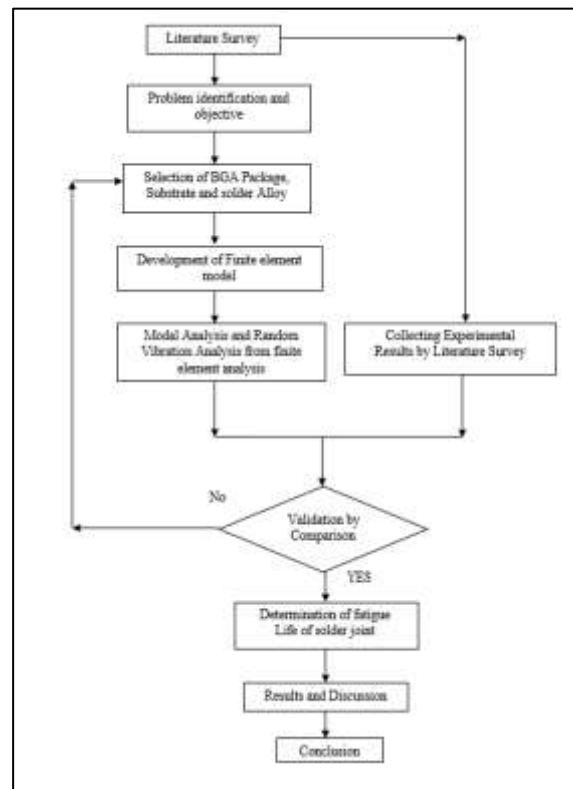 Literature Survey
Problem identification and
objective
Selection of BGA Package,
Substrate and solder Alloy
Development of Finite element
model
Modal Analysis and Random
Vibration Analysis from finite
element analysis
Collecting Experimental
Results by Literature Survey
No
Validation by
Comparison
YES
Determination of fatigue
Life of solder joint
Results and Discussion
Conclusion